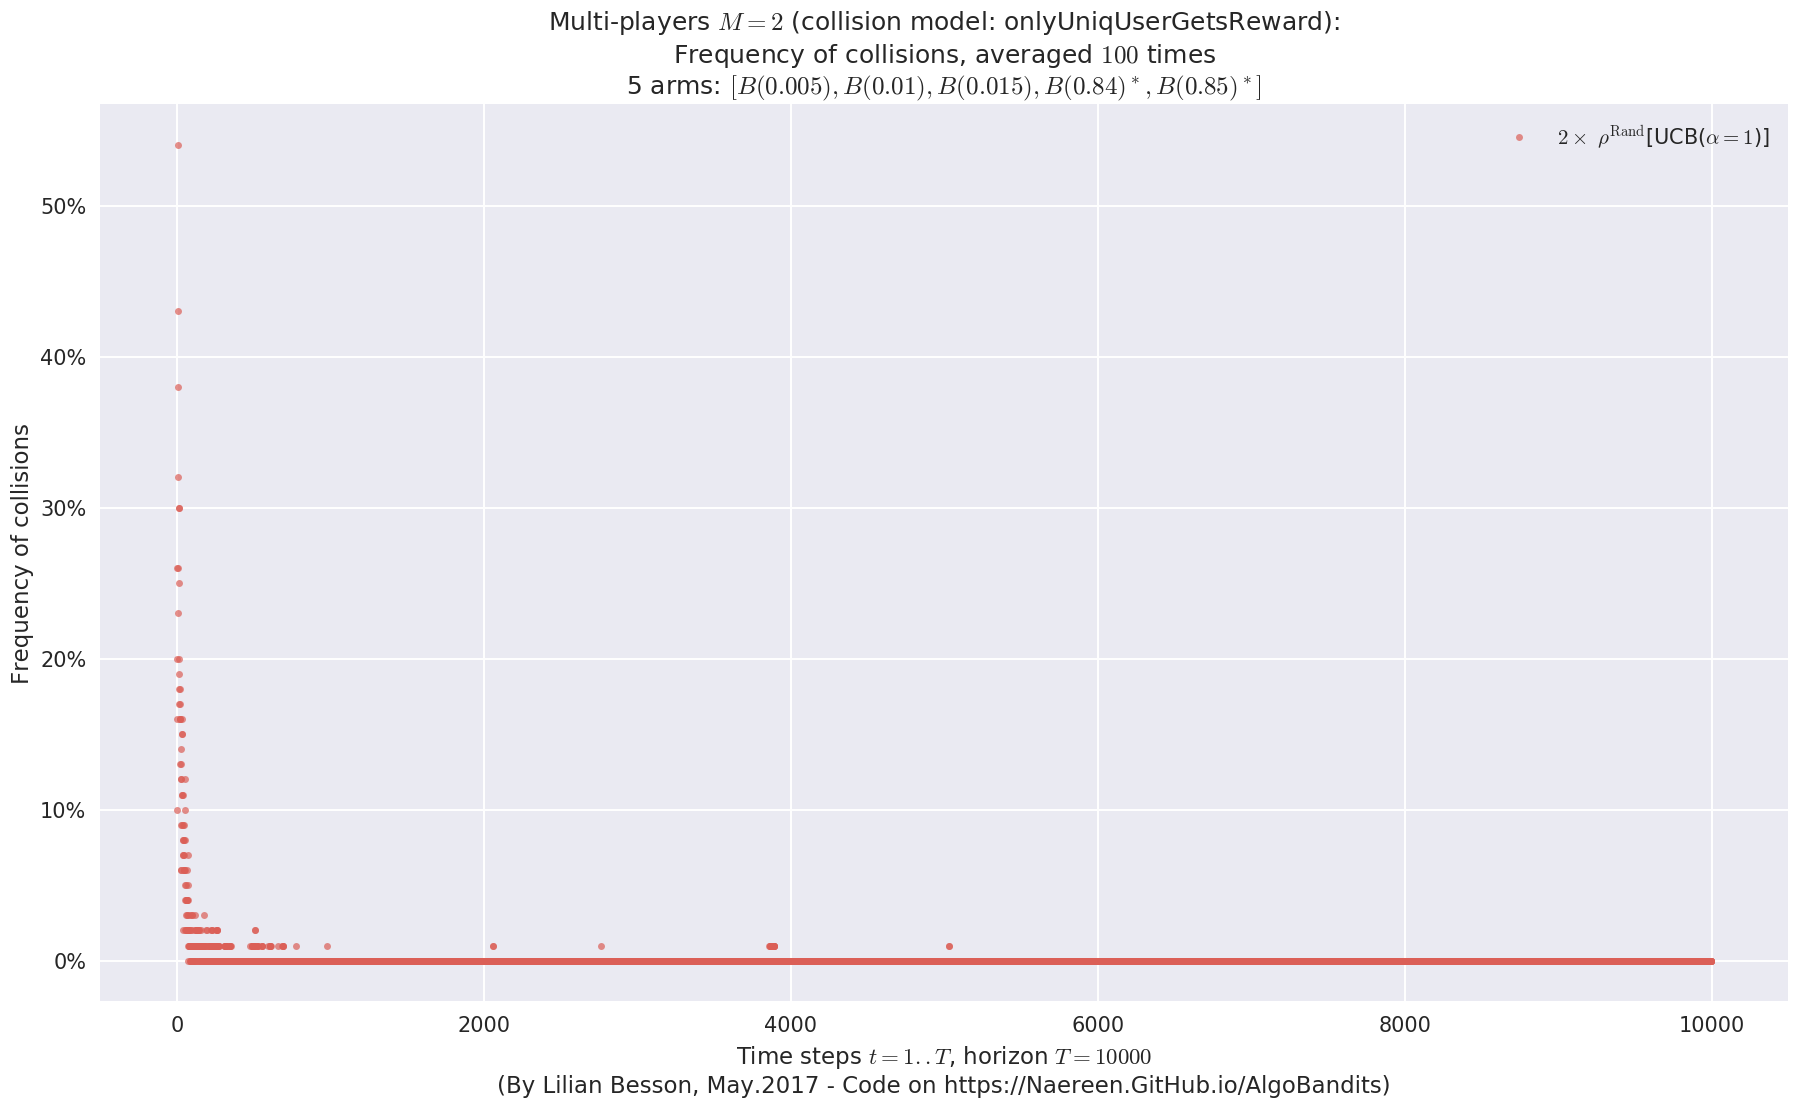 Multi-players M = 2 (collision model: onlyUniqUserGetsReward):
Frequency of collisions, averaged 100 times
5 arms: [B(0.005), B(0.01), B(0.015), B(0.84)*, B(0.85)*]
2× ρ^Rand[UCB(α = 1)]
Frequency of collisions
50%
40%
30%
20%
10%
0%
0 2000 4000 6000 8000 10000
Time steps t = 1..T, horizon T = 10000
(By Lilian Besson, May.2017 - Code on https://Naereen.GitHub.io/AlgoBandits)